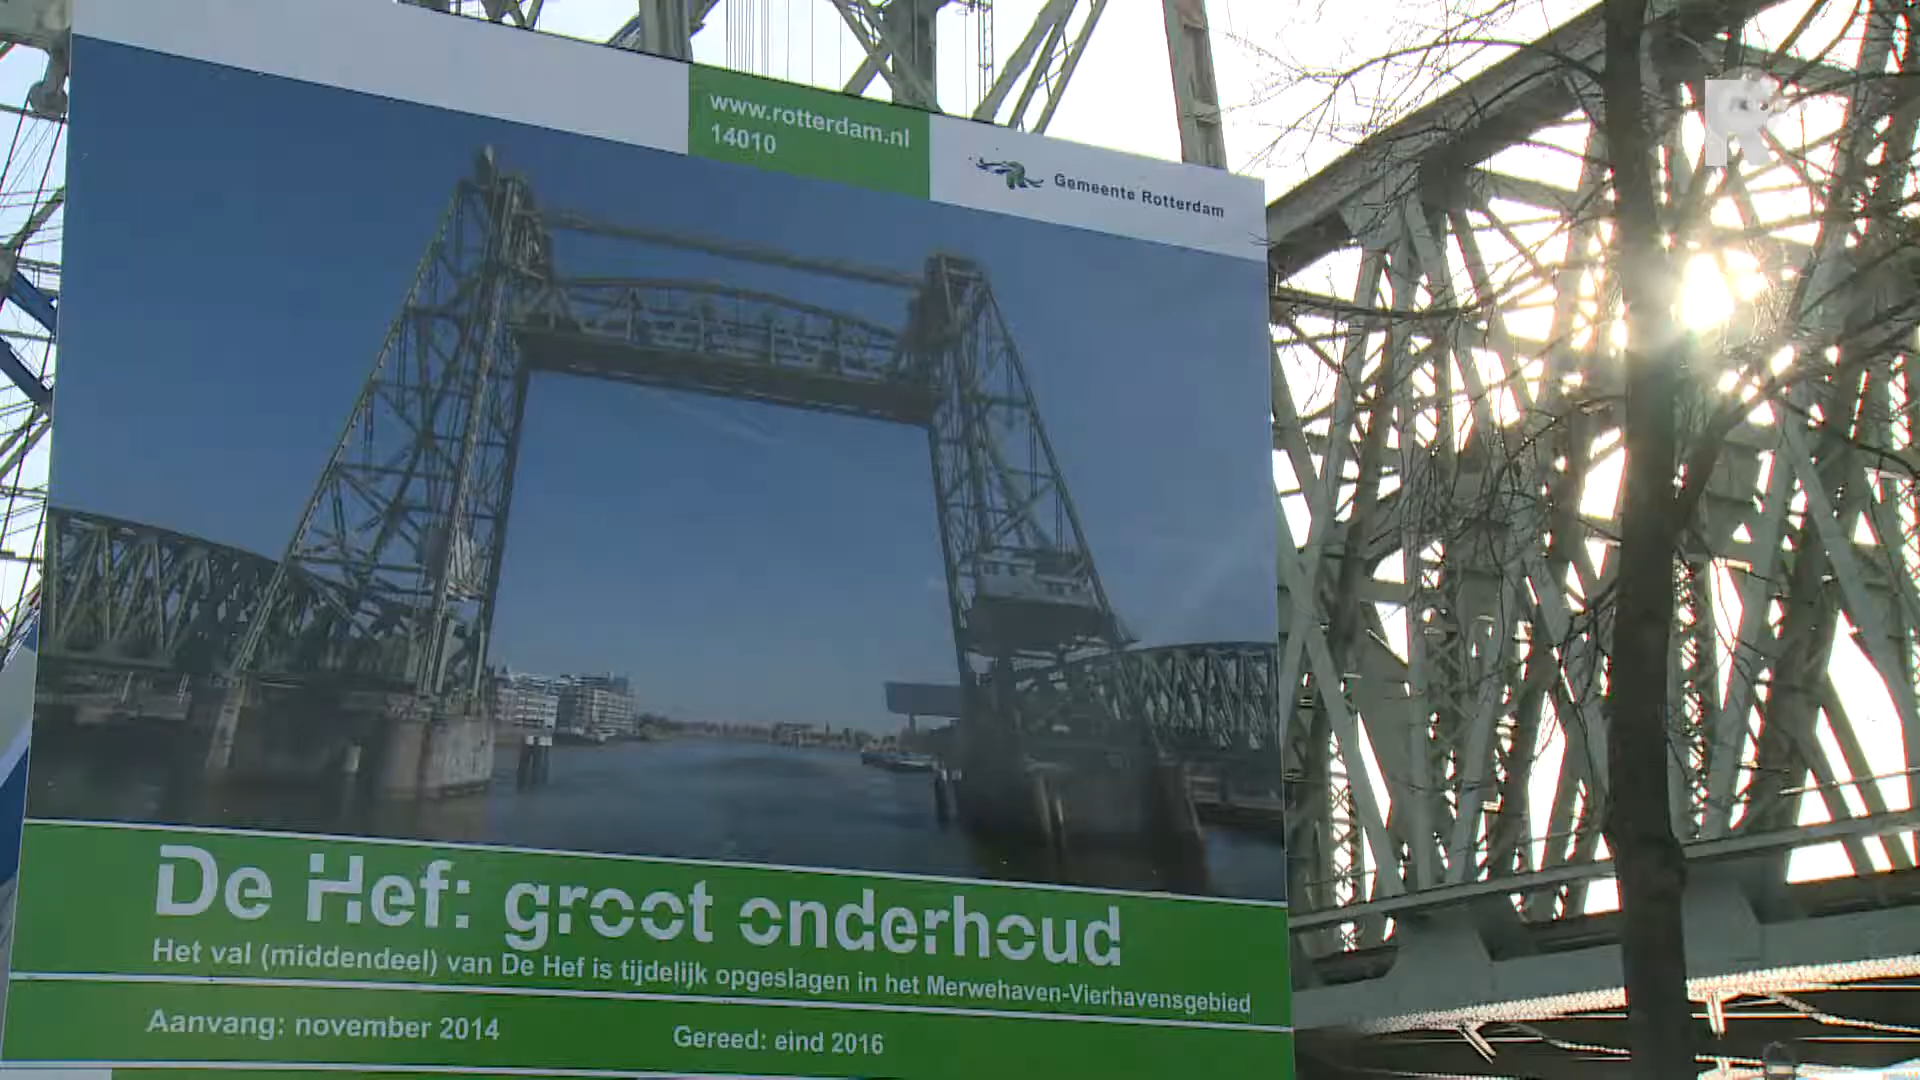 www.rotterdam.nl
14010
Gemeente Rotterdam
R
De Hef: groot onderhoud
Het val (middendeel) van De Hef is tijdelijk opgeslagen in het Merwehaven-Vierhavensgebied
Aanvang: november 2014
Gereed: eind 2016